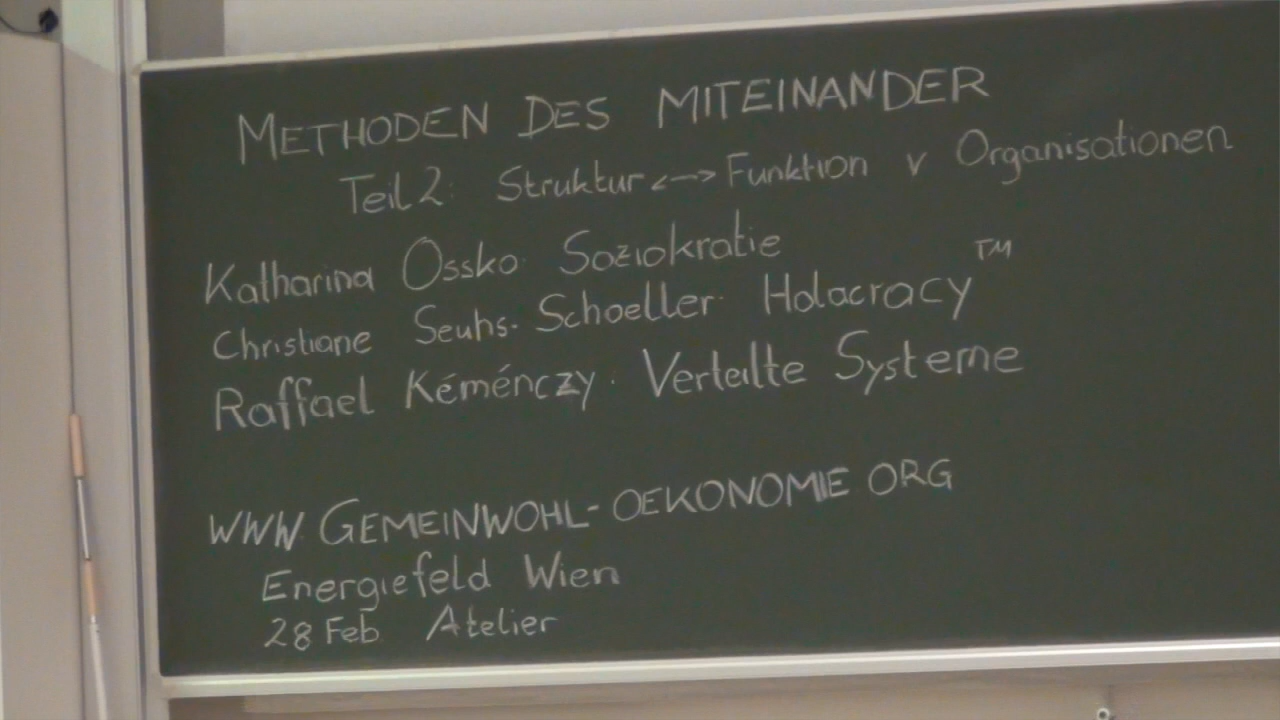 METHODEN DES MITEINANDER
Teil 2: Struktur <--> Funktion v Organisationen
Katharina Ossko Soziokratie
Christiane Seuhs-Schoeller· Holacracy™
Raffael Kéménczy· Verteilte Systeme
WWW.GEMEINWOHL-OEKONOMIE.ORG
Energiefeld Wien
28 Feb. Atelier